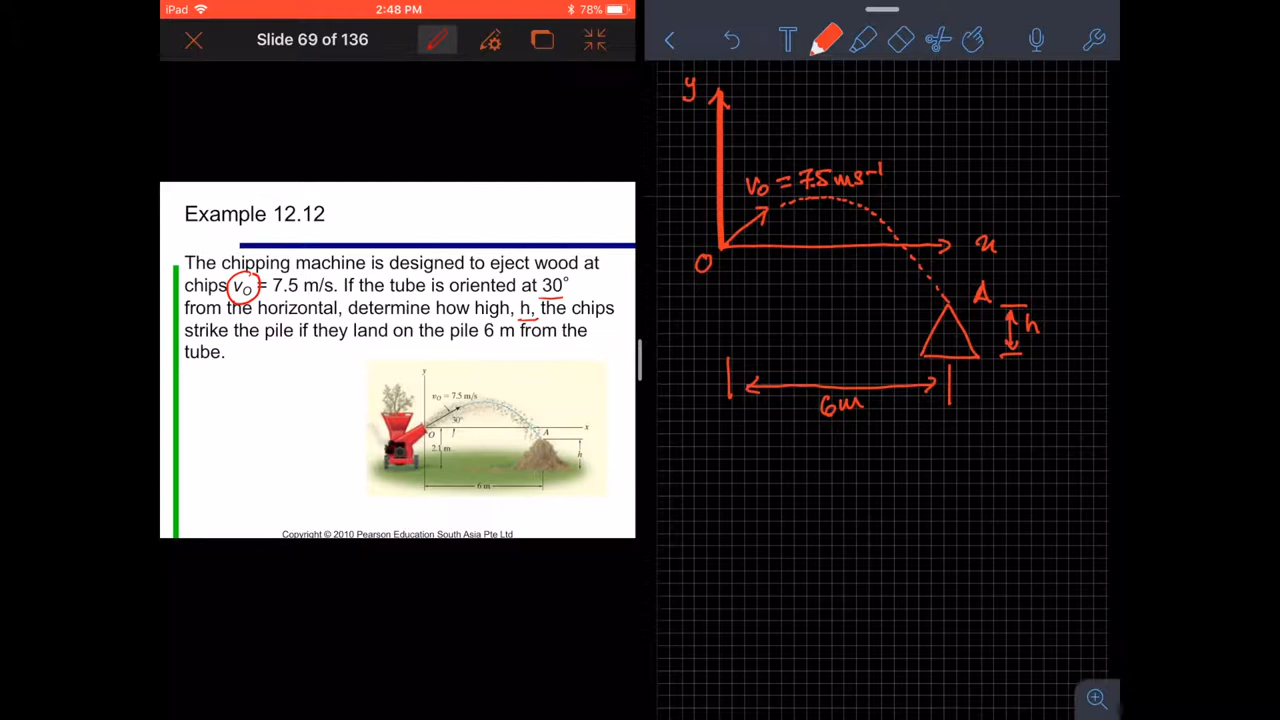 iPad
2:48 PM
78%
Slide 69 of 136
Example 12.12
The chipping machine is designed to eject wood at
chips vO = 7.5 m/s. If the tube is oriented at 30°
from the horizontal, determine how high, h, the chips
strike the pile if they land on the pile 6 m from the
tube.
y
vO = 7.5 m/s
30°
O
x
A
2.1 m
h
6 m
Copyright © 2010 Pearson Education South Asia Pte Ltd
T
y
vO = 7.5 ms⁻¹
x
O
A
h
6m